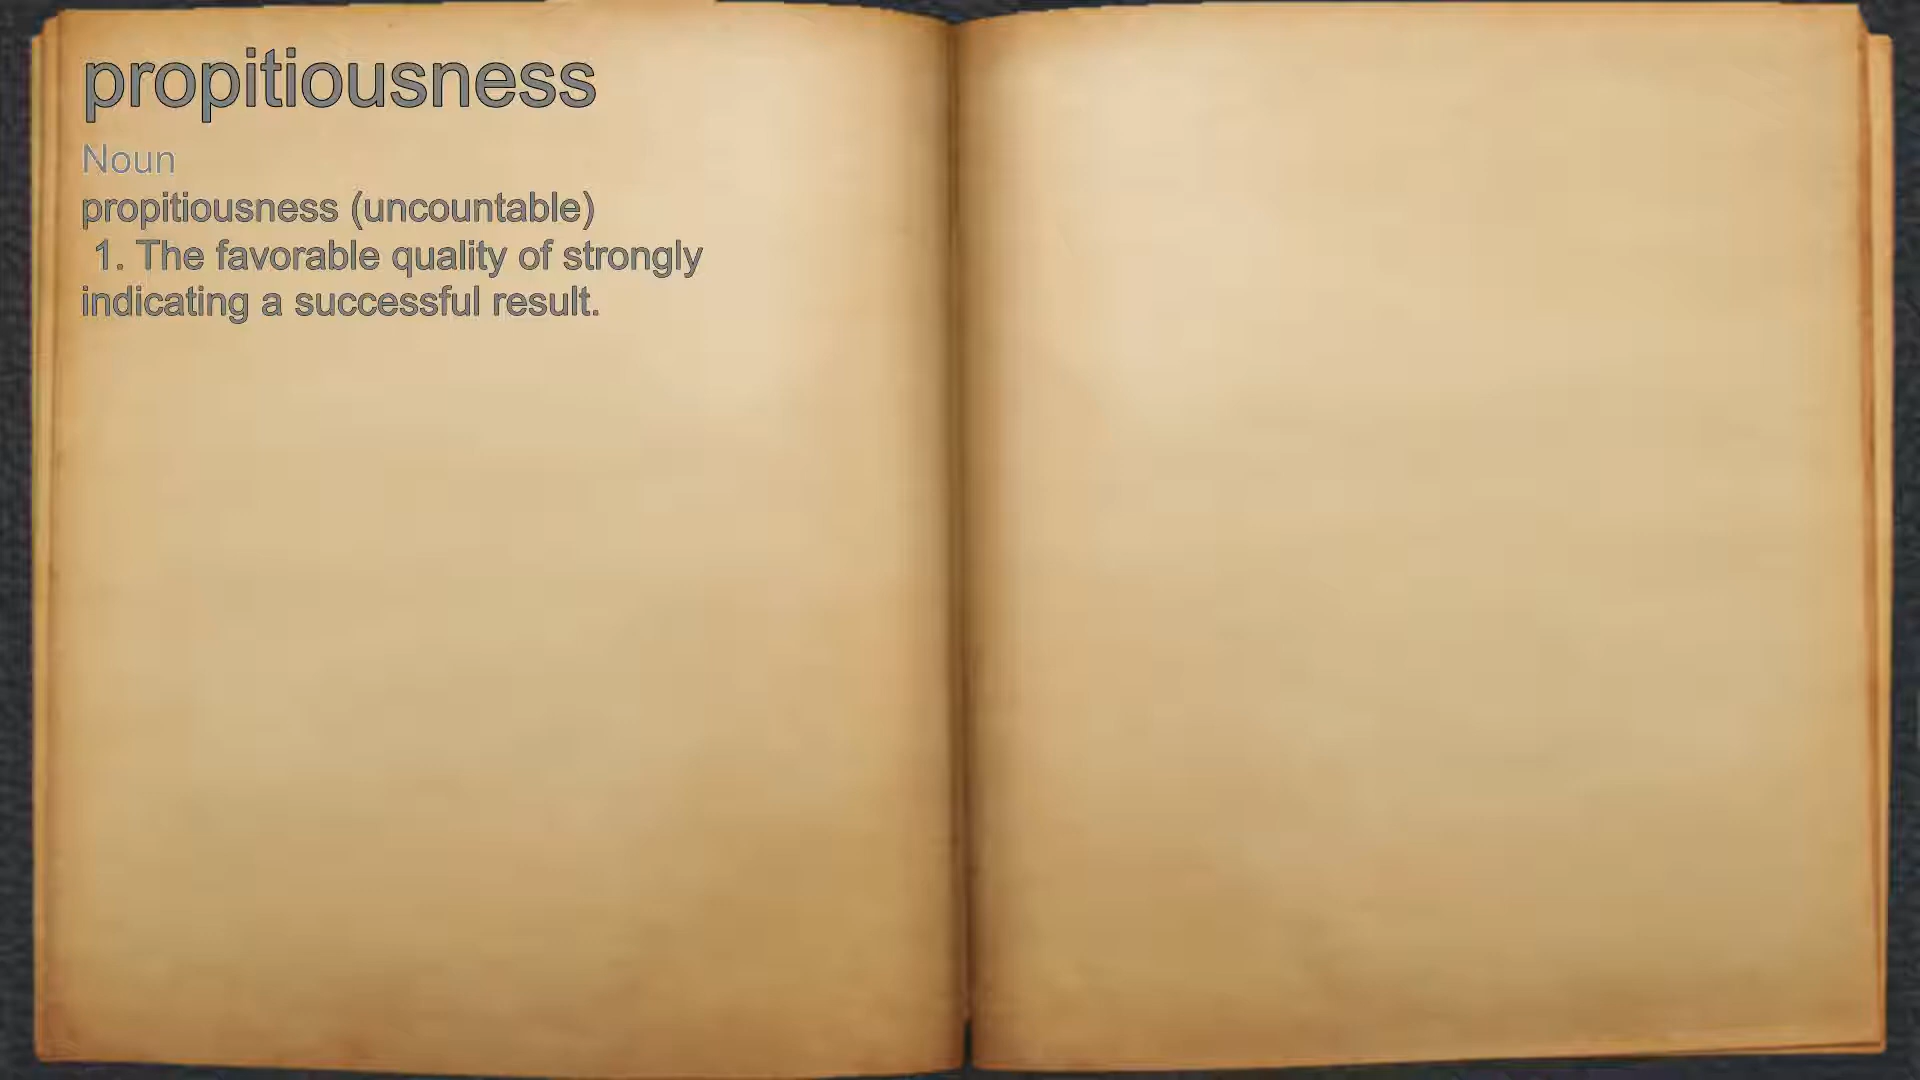 propitiousness
Noun
propitiousness (uncountable)
1. The favorable quality of strongly
indicating a successful result.